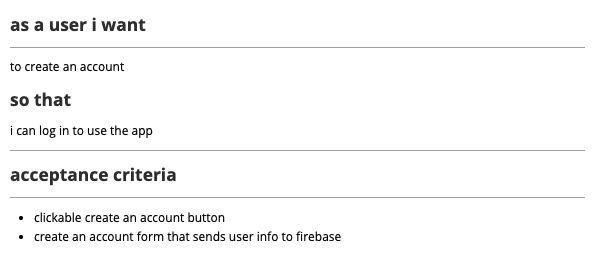 as a user i want
to create an account
so that
i can log in to use the app
acceptance criteria
• clickable create an account button
• create an account form that sends user info to firebase